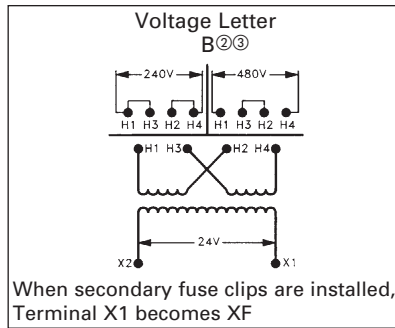 Voltage Letter
B②③
240V 480V
H1 H3 H2 H4 H1 H3 H2 H4
H1 H3 H2 H4
24V
X2 X1
When secondary fuse clips are installed,
Terminal X1 becomes XF